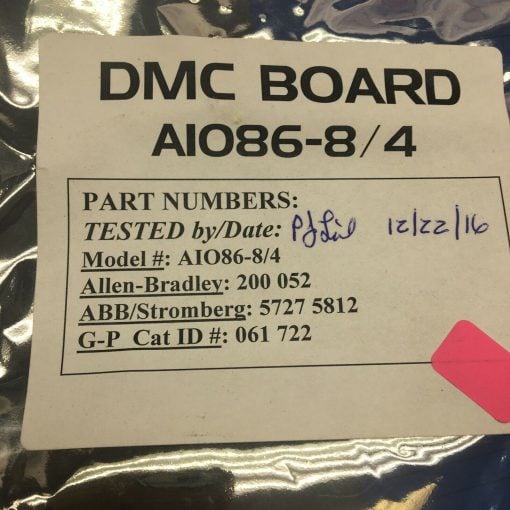 DMC BOARD
AIO86-8/4
PART NUMBERS:
TESTED by/Date: 12/22/16
Model #: AIO86-8/4
Allen-Bradley: 200 052
ABB/Stromberg: 5727 5812
G-P Cat ID #: 061 722